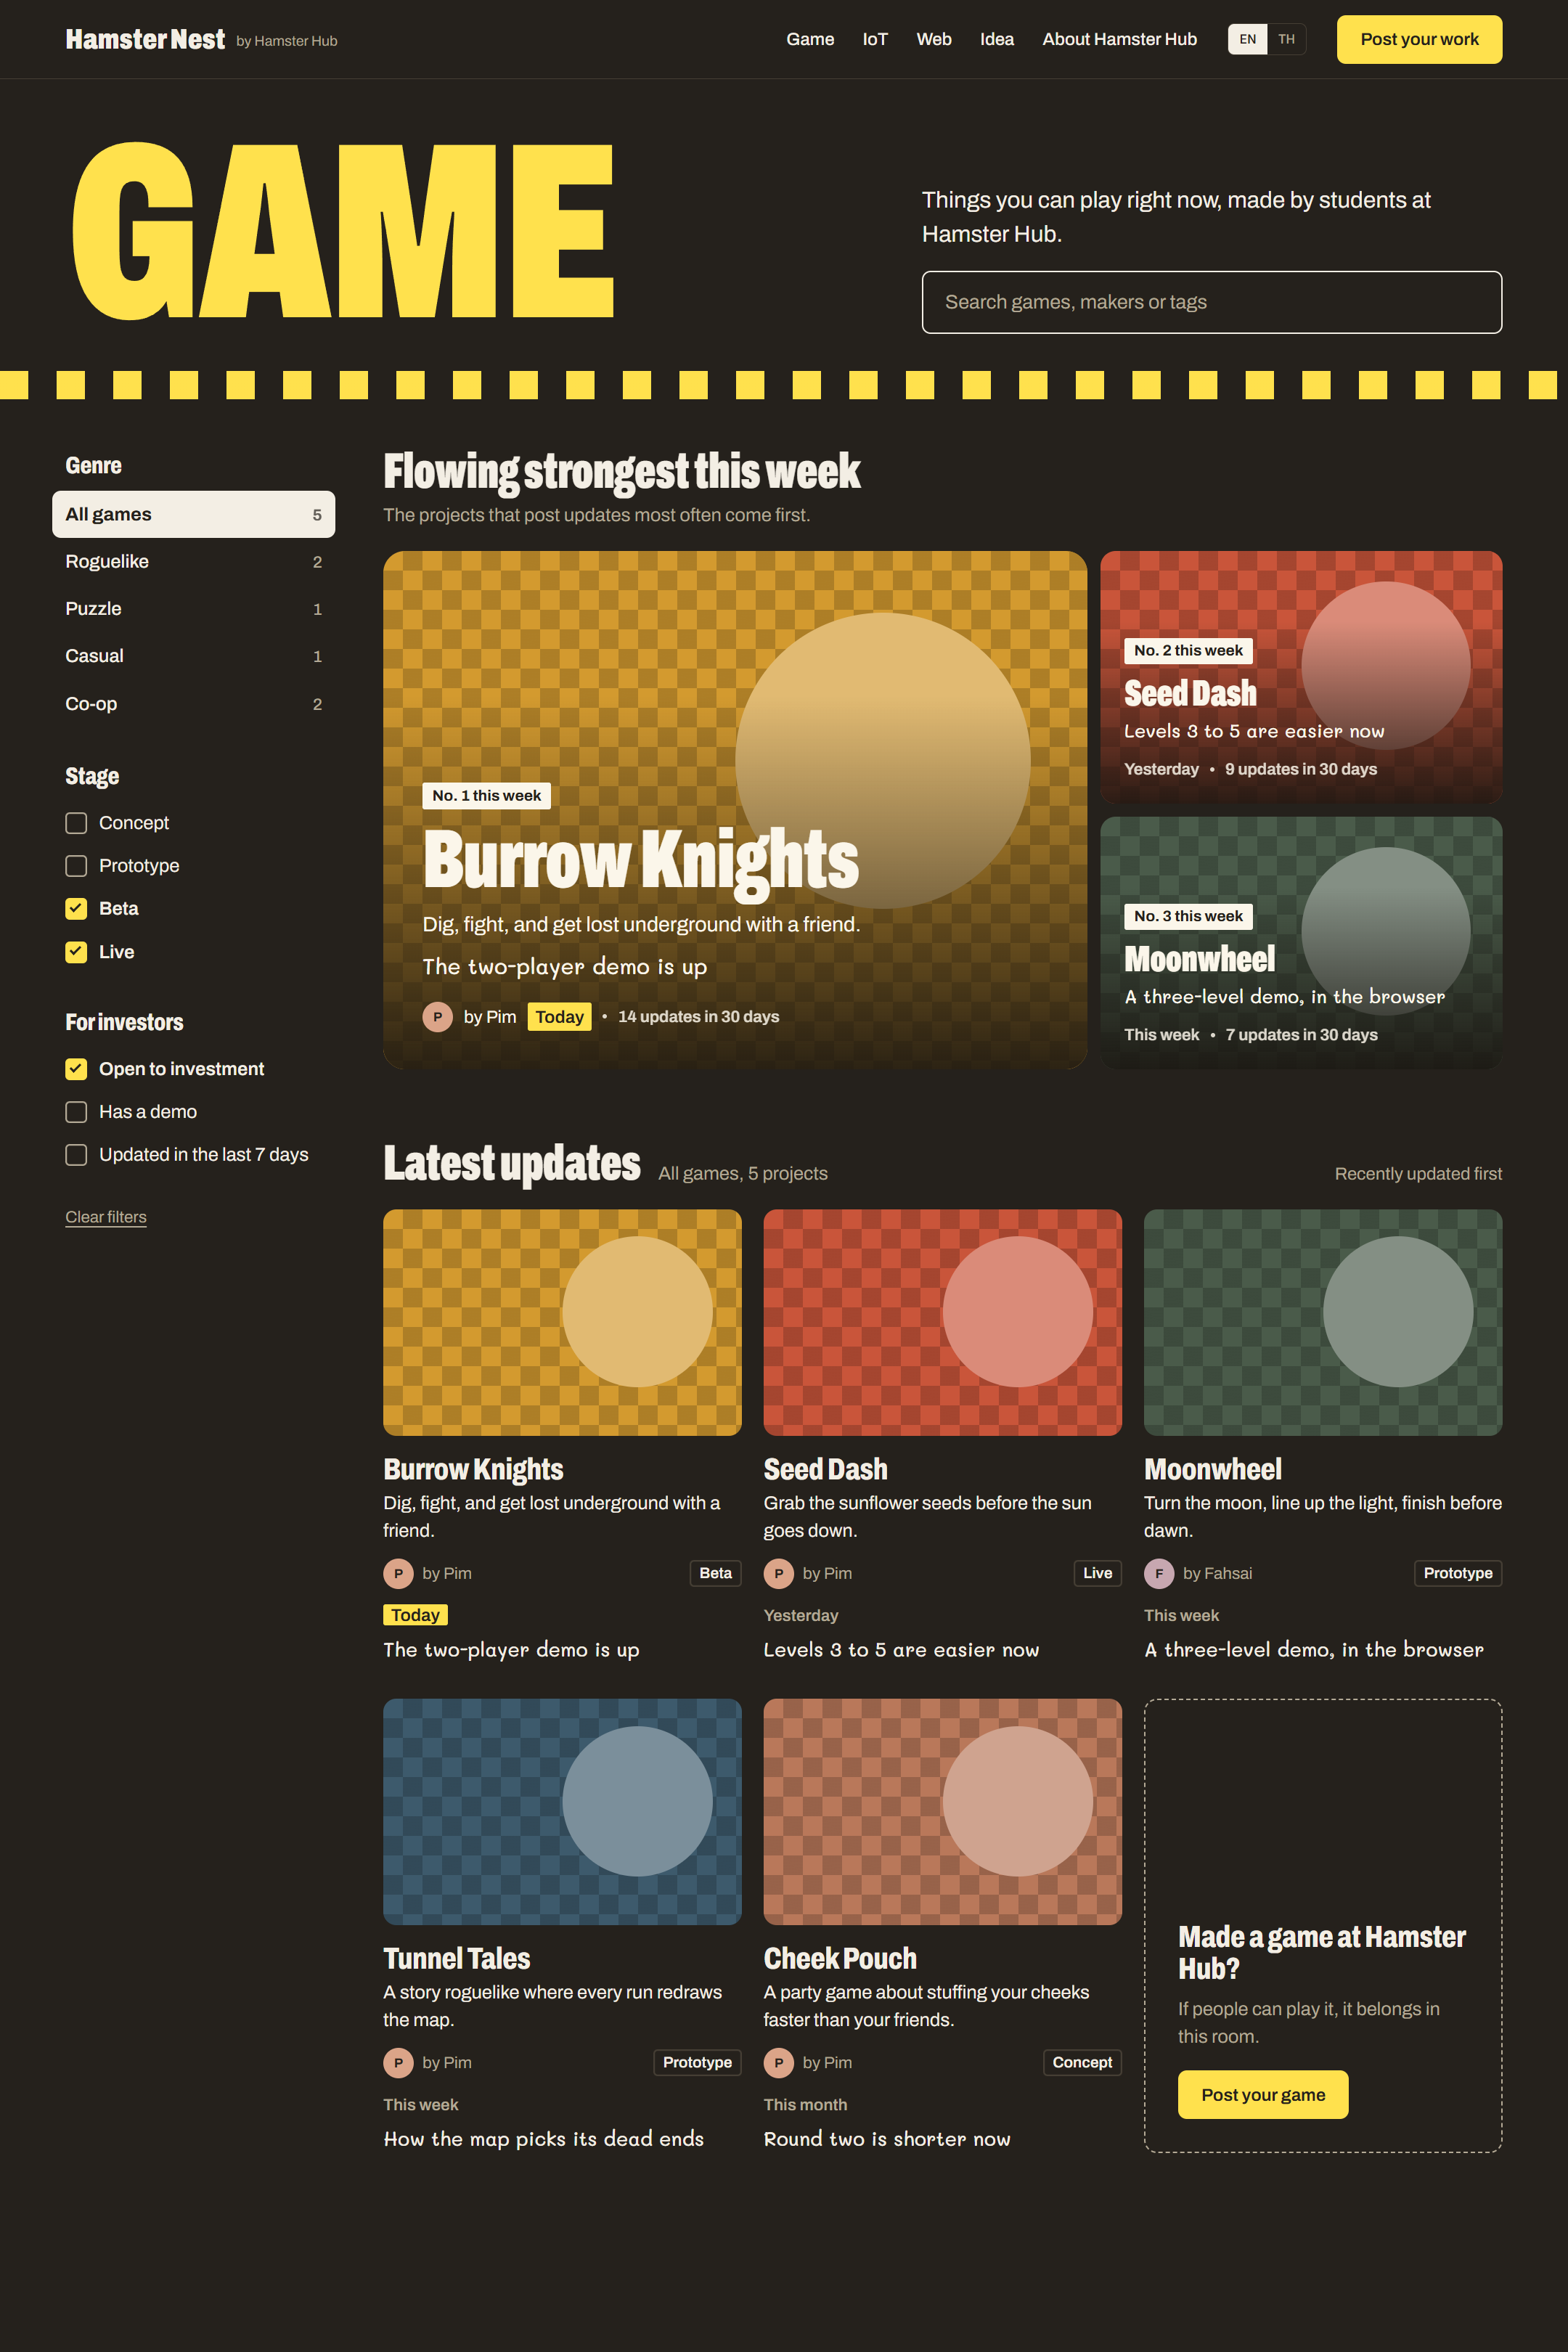 Hamster Nest by Hamster Hub
Game IoT Web Idea About Hamster Hub EN TH Post your work
GAME
Things you can play right now, made by students at
Hamster Hub.
Search games, makers or tags
Genre
All games 5
Roguelike 2
Puzzle 1
Casual 1
Co-op 2
Stage
Concept
Prototype
Beta
Live
For investors
Open to investment
Has a demo
Updated in the last 7 days
Clear filters
Flowing strongest this week
The projects that post updates most often come first.
No. 1 this week
Burrow Knights
Dig, fight, and get lost underground with a friend.
The two-player demo is up
P by Pim Today • 14 updates in 30 days
No. 2 this week
Seed Dash
Levels 3 to 5 are easier now
Yesterday • 9 updates in 30 days
No. 3 this week
Moonwheel
A three-level demo, in the browser
This week • 7 updates in 30 days
Latest updates All games, 5 projects Recently updated first
Burrow Knights
Dig, fight, and get lost underground with a
friend.
P by Pim Beta
Today
The two-player demo is up
Seed Dash
Grab the sunflower seeds before the sun
goes down.
P by Pim Live
Yesterday
Levels 3 to 5 are easier now
Moonwheel
Turn the moon, line up the light, finish before
dawn.
F by Fahsai Prototype
This week
A three-level demo, in the browser
Tunnel Tales
A story roguelike where every run redraws
the map.
P by Pim Prototype
This week
How the map picks its dead ends
Cheek Pouch
A party game about stuffing your cheeks
faster than your friends.
P by Pim Concept
This month
Round two is shorter now
Made a game at Hamster
Hub?
If people can play it, it belongs in
this room.
Post your game